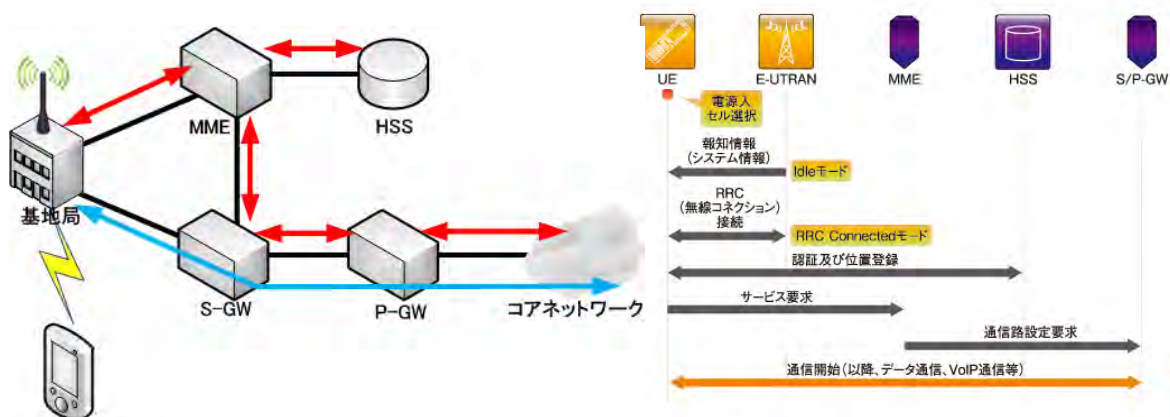 MME
HSS
基地局
S-GW
P-GW
コアネットワーク
UE
E-UTRAN
MME
HSS
S/P-GW
電源入
セル選択
報知情報
(システム情報)
Idleモード
RRC
(無線コネクション)
接続
RRC Connectedモード
認証及び位置登録
サービス要求
通信路設定要求
通信開始(以降、データ通信、VoIP通信等)